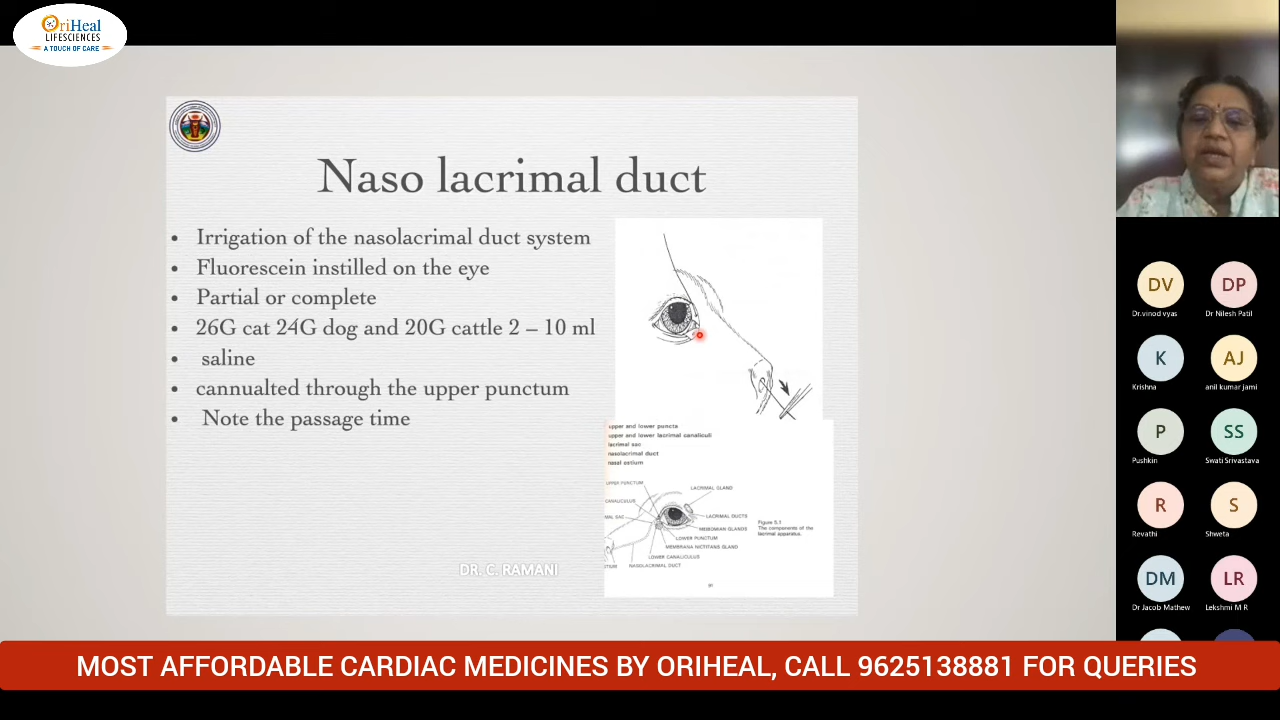 OriHeal
LIFESCIENCES
A TOUCH OF CARE
Naso lacrimal duct
• Irrigation of the nasolacrimal duct system
• Fluorescein instilled on the eye
• Partial or complete
• 26G cat 24G dog and 20G cattle 2 – 10 ml
• saline
• cannualted through the upper punctum
• Note the passage time
upper and lower puncta
upper and lower lacrimal canaliculi
lacrimal sac
nasolacrimal duct
nasal ostium
UPPER PUNCTUM
LACRIMAL GLAND
CANALICULUS
MAL SAC
LACRIMAL DUCTS
MEIBOMIAN GLANDS
LOWER PUNCTUM
MEMBRANA NICTITANS GLAND
LOWER CANALICULUS
NASOLACRIMAL DUCT
Figure 5.1
The components of the
lacrimal apparatus.
DR. C. RAMANI
DV
Dr.vinod vyas
DP
Dr Nilesh Patil
K
Krishna
AJ
anil kumar jami
P
Pushkin
SS
Swati Srivastava
R
Revathi
S
Shweta
DM
Dr Jacob Mathew
LR
Lekshmi M R
MOST AFFORDABLE CARDIAC MEDICINES BY ORIHEAL, CALL 9625138881 FOR QUERIES